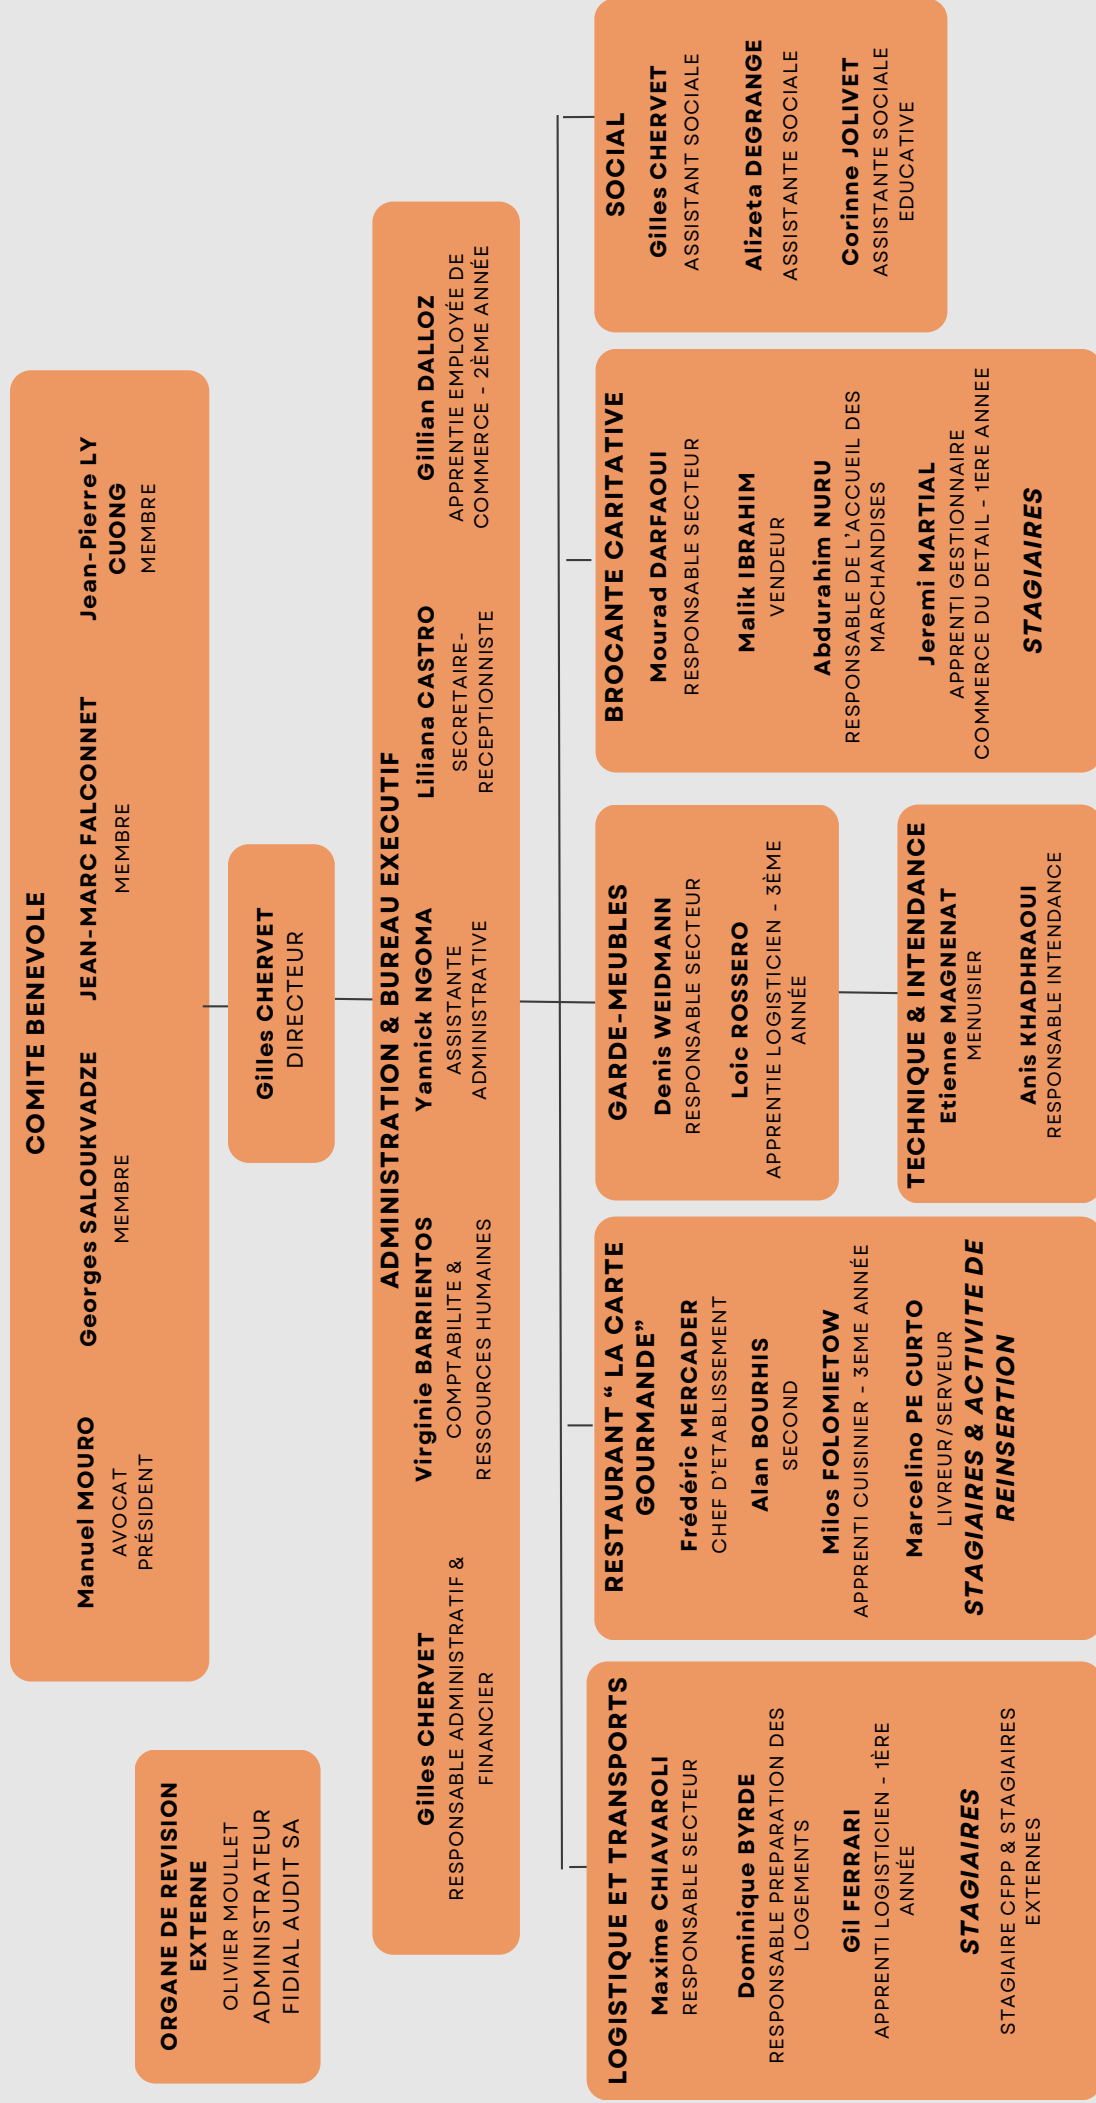 COMITE BENEVOLE
Manuel MOURO
AVOCAT
PRÉSIDENT
Georges SALOUKVADZE
MEMBRE
JEAN-MARC FALCONNET
MEMBRE
Jean-Pierre LY
CUONG
MEMBRE
ORGANE DE REVISION
EXTERNE
OLIVIER MOULLET
ADMINISTRATEUR
FIDIAL AUDIT SA
Gilles CHERVET
DIRECTEUR
ADMINISTRATION & BUREAU EXECUTIF
Gilles CHERVET
RESPONSABLE ADMINISTRATIF &
FINANCIER
Virginie BARRIENTOS
COMPTABILITE &
RESSOURCES HUMAINES
Yannick NGOMA
ASSISTANTE
ADMINISTRATIVE
Liliana CASTRO
SECRETAIRE-
RECEPTIONNISTE
Gillian DALLOZ
APPRENTIE EMPLOYÉE DE
COMMERCE - 2ÈME ANNÉE
LOGISTIQUE ET TRANSPORTS
Maxime CHIAVAROLI
RESPONSABLE SECTEUR
Dominique BYRDE
RESPONSABLE PREPARATION DES
LOGEMENTS
Gil FERRARI
APPRENTI LOGISTICIEN - 1ÈRE
ANNÉE
STAGIAIRES
STAGIAIRE CFPP & STAGIAIRES
EXTERNES
RESTAURANT “ LA CARTE
GOURMANDE”
Frédéric MERCADER
CHEF D'ETABLISSEMENT
Alan BOURHIS
SECOND
Milos FOLOMIETOW
APPRENTI CUISINIER - 3EME ANNÉE
Marcelino PE CURTO
LIVREUR/SERVEUR
STAGIAIRES & ACTIVITE DE
REINSERTION
GARDE-MEUBLES
Denis WEIDMANN
RESPONSABLE SECTEUR
Loic ROSSERO
APPRENTIE LOGISTICIEN - 3ÈME
ANNÉE
TECHNIQUE & INTENDANCE
Etienne MAGNENAT
MENUISIER
Anis KHADHRAOUI
RESPONSABLE INTENDANCE
BROCANTE CARITATIVE
Mourad DARFAOUI
RESPONSABLE SECTEUR
Malik IBRAHIM
VENDEUR
Abdurahim NURU
RESPONSABLE DE L'ACCUEIL DES
MARCHANDISES
Jeremi MARTIAL
APPRENTI GESTIONNAIRE
COMMERCE DU DETAIL - 1ERE ANNEE
STAGIAIRES
SOCIAL
Gilles CHERVET
ASSISTANT SOCIALE
Alizeta DEGRANGE
ASSISTANTE SOCIALE
Corinne JOLIVET
ASSISTANTE SOCIALE
EDUCATIVE